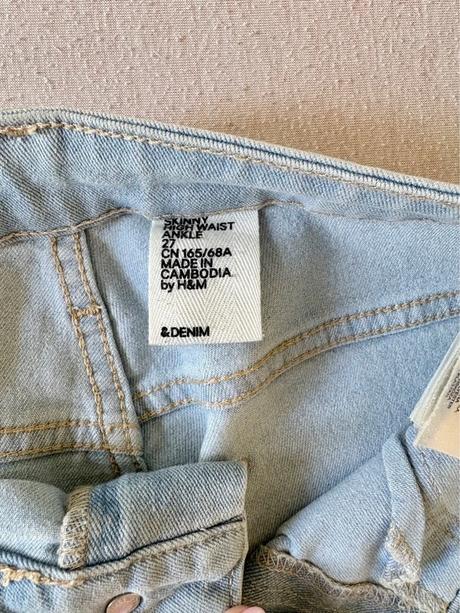 SKINNY
HIGH WAIST
ANKLE
27
CN 165/68A
MADE IN
CAMBODIA
by H&M
&DENIM